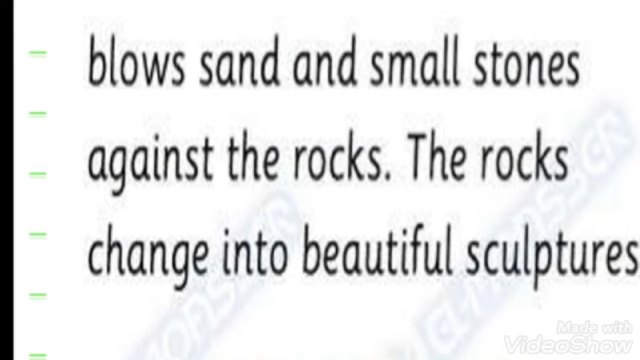 blows sand and small stones
against the rocks. The rocks
change into beautiful sculptures
Made with
VideoShow